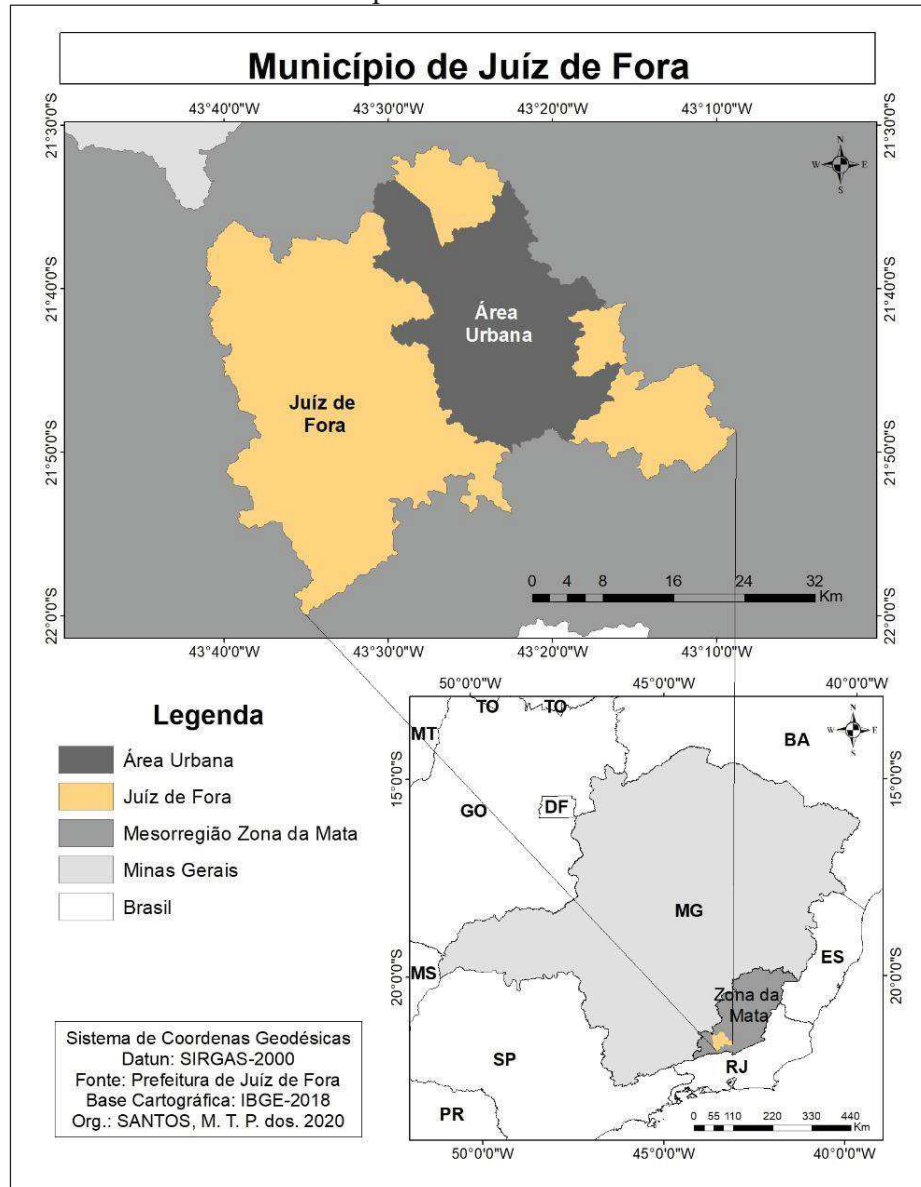 Município de Juíz de Fora
43°40'0"W 43°30'0"W 43°20'0"W 43°10'0"W
21°30'0"S 21°30'0"S
N
W E
S
21°40'0"S 21°40'0"S
Área
Urbana
Juíz de
Fora
21°50'0"S 21°50'0"S
0 4 8 16 24 32
Km
22°0'0"S 22°0'0"S
43°40'0"W 43°30'0"W 43°20'0"W 43°10'0"W
Legenda
Área Urbana
Juíz de Fora
Mesorregião Zona da Mata
Minas Gerais
Brasil
Sistema de Coordenas Geodésicas
Datun: SIRGAS-2000
Fonte: Prefeitura de Juíz de Fora
Base Cartográfica: IBGE-2018
Org.: SANTOS, M. T. P. dos. 2020
50°0'0"W 45°0'0"W 40°0'0"W
TO TO
N
W E
S
MT BA
15°0'0"S 15°0'0"S
GO DF
MG
ES
MS
20°0'0"S 20°0'0"S
Zona da
Mata
SP RJ
PR
0 55 110 220 330 440
Km
50°0'0"W 45°0'0"W 40°0'0"W